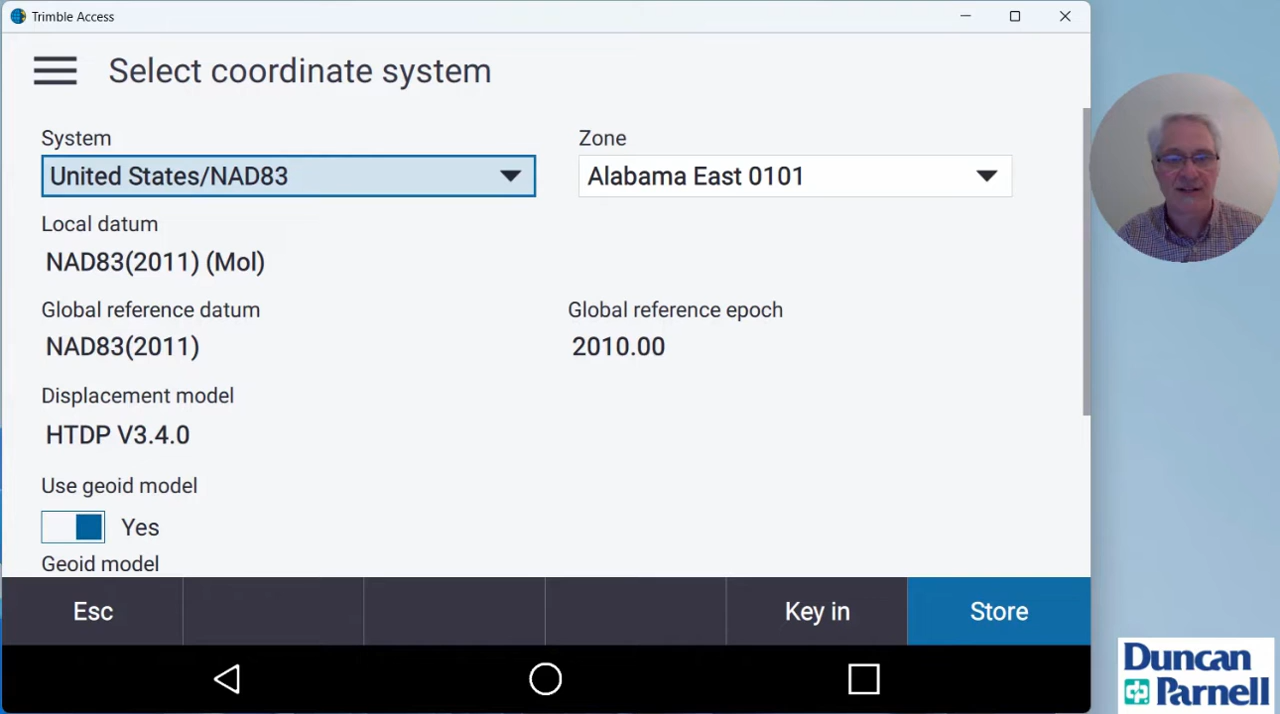 Trimble Access
Select coordinate system
System
Zone
United States/NAD83
Alabama East 0101
Local datum
NAD83(2011) (Mol)
Global reference datum
Global reference epoch
NAD83(2011)
2010.00
Displacement model
HTDP V3.4.0
Use geoid model
Yes
Geoid model
Esc
Key in
Store
Duncan
Parnell